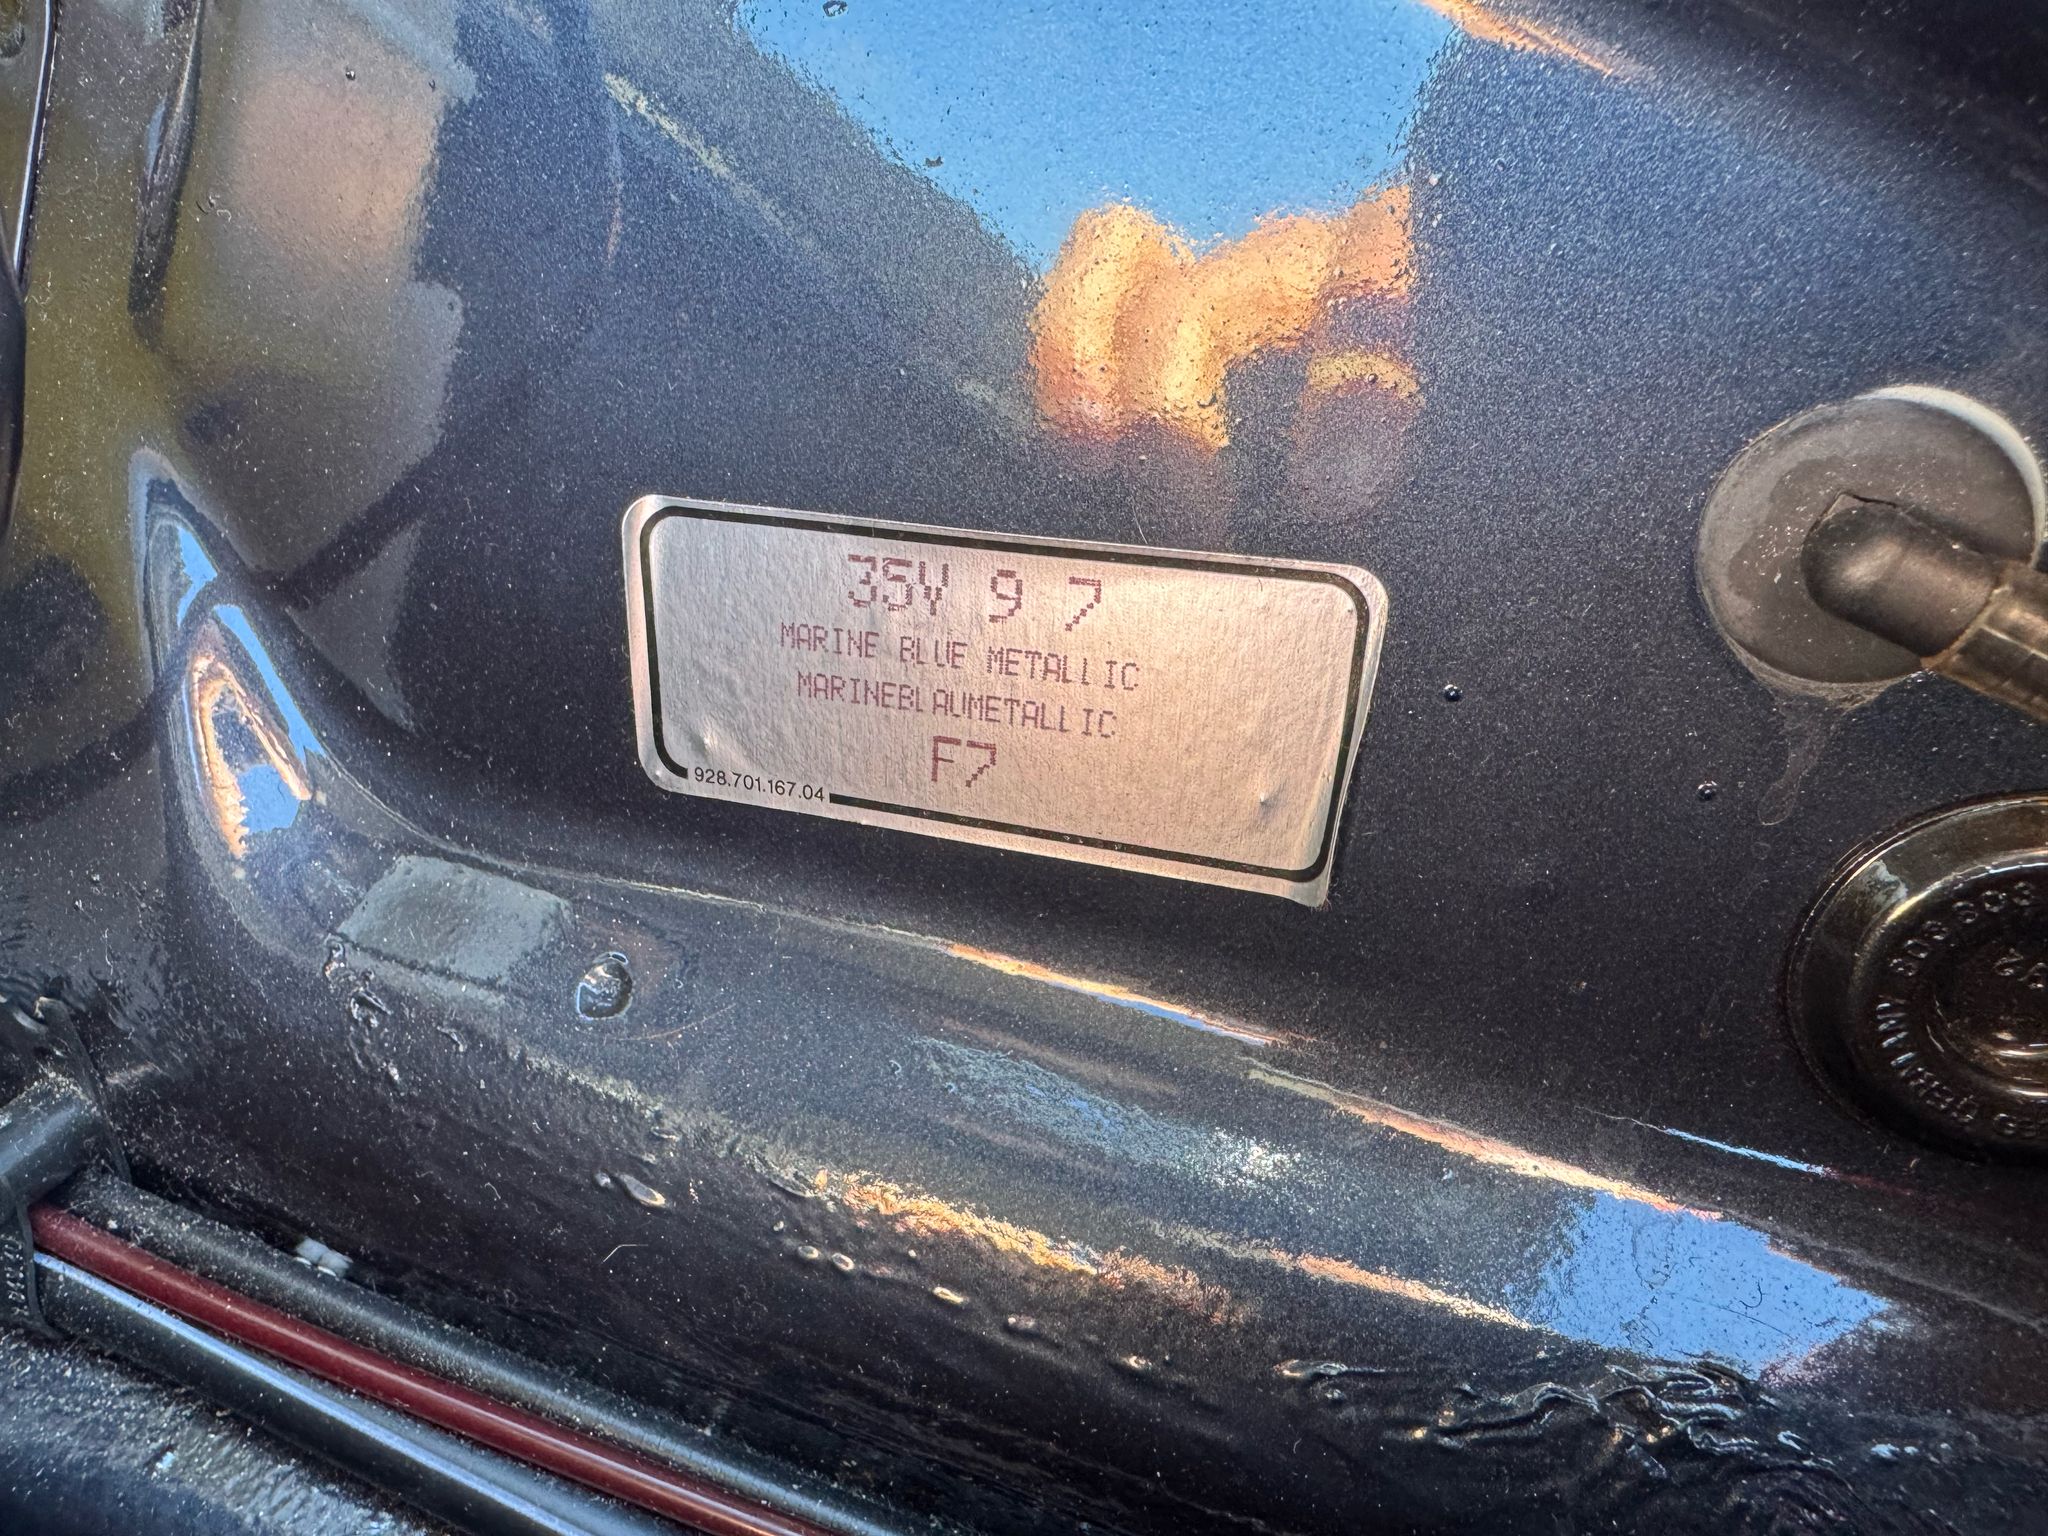 35V 9 7
MARINE BLUE METALLIC
MARINEBLAUMETALLIC
F7
928.701.167.04